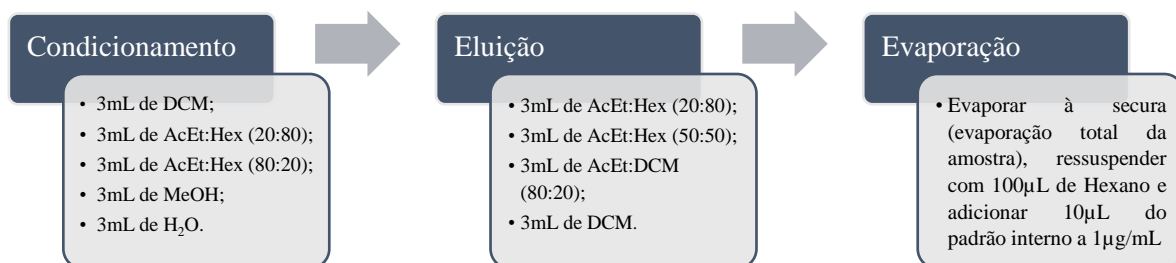 Condicionamento
• 3mL de DCM;
• 3mL de AcEt:Hex (20:80);
• 3mL de AcEt:Hex (80:20);
• 3mL de MeOH;
• 3mL de H₂O.
Eluição
• 3mL de AcEt:Hex (20:80);
• 3mL de AcEt:Hex (50:50);
• 3mL de AcEt:DCM
(80:20);
• 3mL de DCM.
Evaporação
• Evaporar à secura
(evaporação total da
amostra), ressuspender
com 100µL de Hexano e
adicionar 10µL do
padrão interno a 1µg/mL